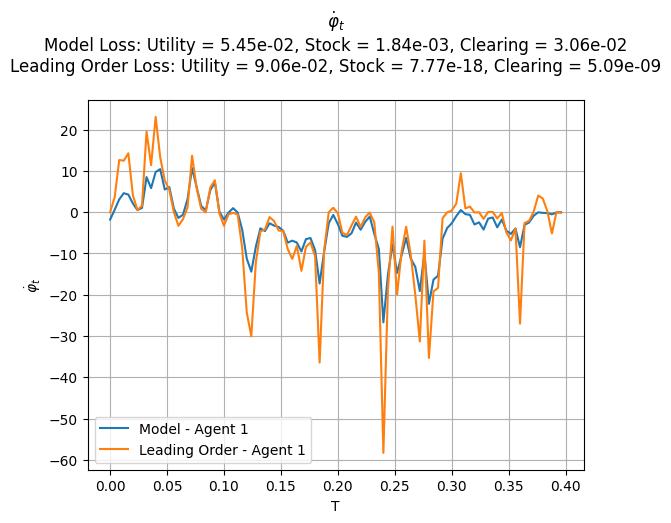 φ̇_t
Model Loss: Utility = 5.45e-02, Stock = 1.84e-03, Clearing = 3.06e-02
Leading Order Loss: Utility = 9.06e-02, Stock = 7.77e-18, Clearing = 5.09e-09
20
10
0
−10
−20
−30
−40
−50
−60
φ̇_t
Model - Agent 1
Leading Order - Agent 1
0.00 0.05 0.10 0.15 0.20 0.25 0.30 0.35 0.40
T